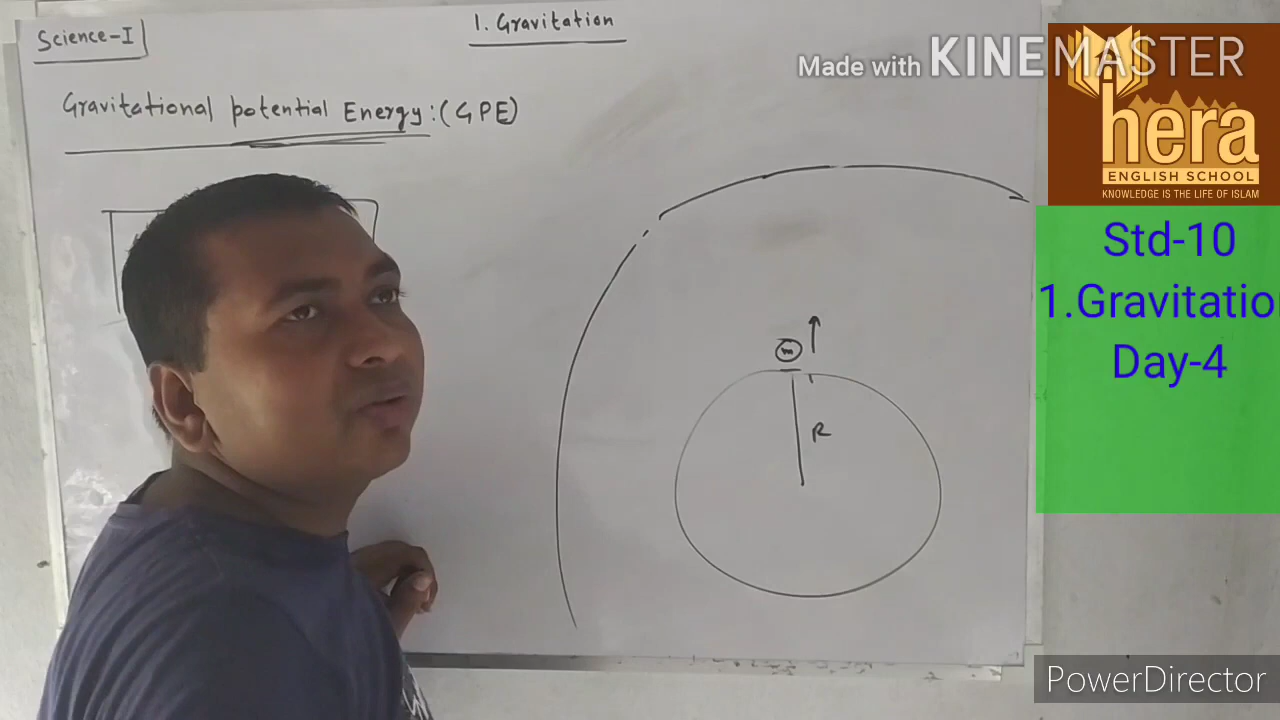 Science-I
1. Gravitation
Gravitational potential Energy:(GPE)
m
R
Made with KINEMASTER
hera
ENGLISH SCHOOL
KNOWLEDGE IS THE LIFE OF ISLAM
Std-10
1.Gravitatio
Day-4
PowerDirector